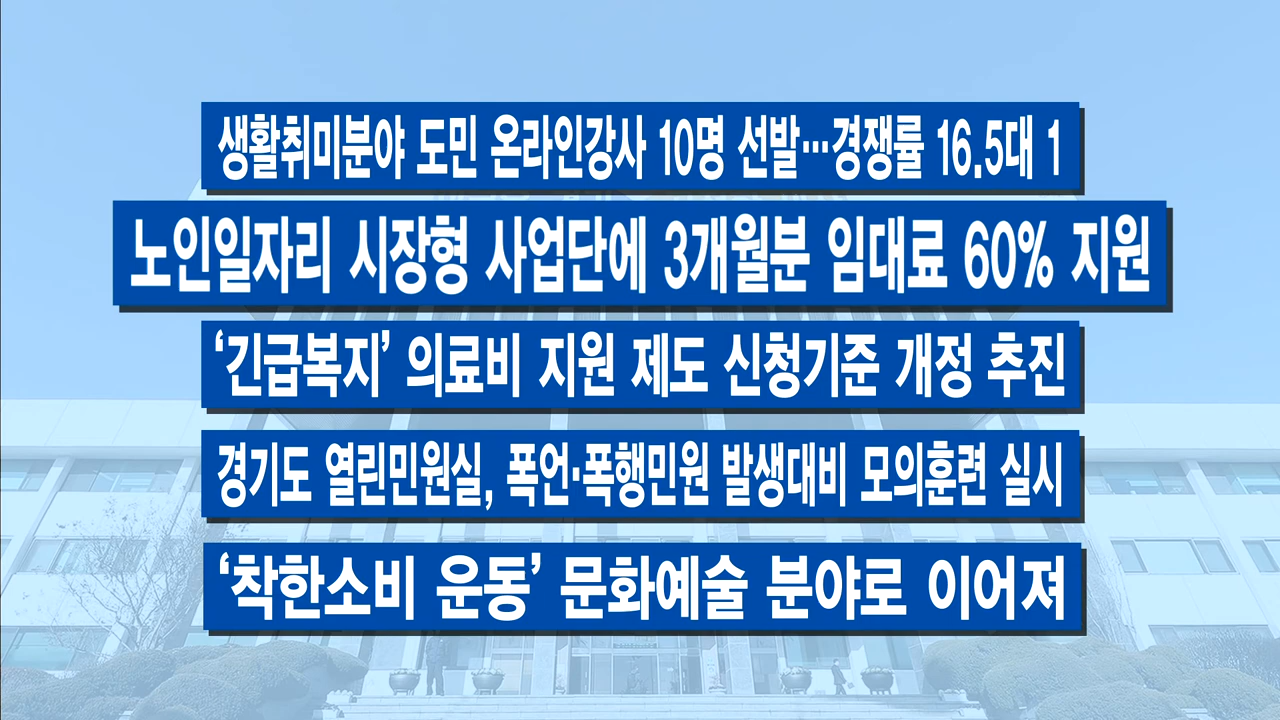 생활취미분야 도민 온라인강사 10명 선발…경쟁률 16.5대 1
노인일자리 시장형 사업단에 3개월분 임대료 60% 지원
‘긴급복지’ 의료비 지원 제도 신청기준 개정 추진
경기도 열린민원실, 폭언·폭행민원 발생대비 모의훈련 실시
‘착한소비 운동’ 문화예술 분야로 이어져